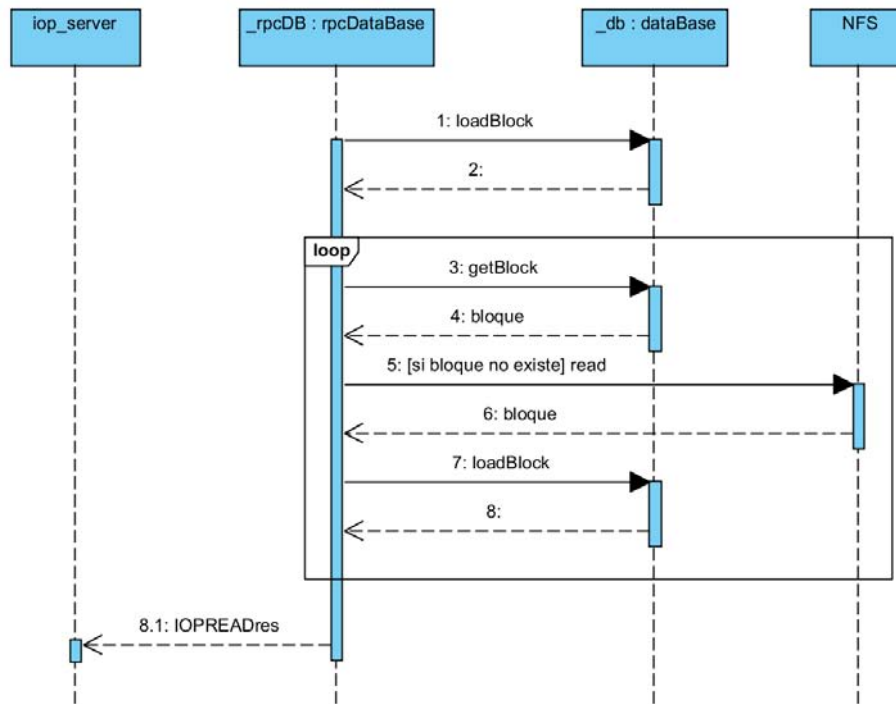 iop_server
_rpcDB : rpcDataBase
_db : dataBase
NFS
1: loadBlock
2:
loop
3: getBlock
4: bloque
5: [si bloque no existe] read
6: bloque
7: loadBlock
8:
8.1: IOPREADres